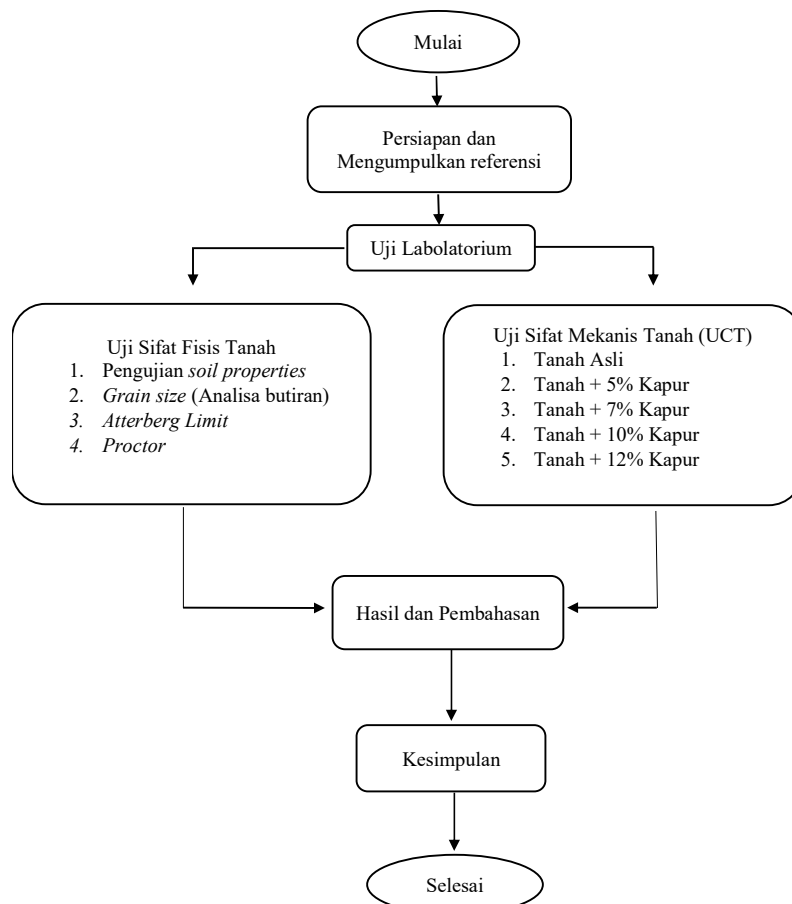 Mulai
Persiapan dan
Mengumpulkan referensi
Uji Labolatorium
Uji Sifat Fisis Tanah
1. Pengujian soil properties
2. Grain size (Analisa butiran)
3. Atterberg Limit
4. Proctor
Uji Sifat Mekanis Tanah (UCT)
1. Tanah Asli
2. Tanah + 5% Kapur
3. Tanah + 7% Kapur
4. Tanah + 10% Kapur
5. Tanah + 12% Kapur
Hasil dan Pembahasan
Kesimpulan
Selesai